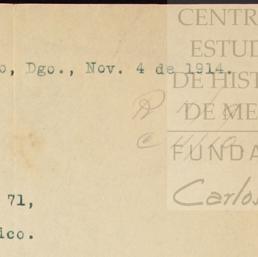 CENTR
ESTUD
o, Dgo., Nov. 4 de 1914.
DE HIST
DE ME
FUNDA
Carlos
71,
ico.